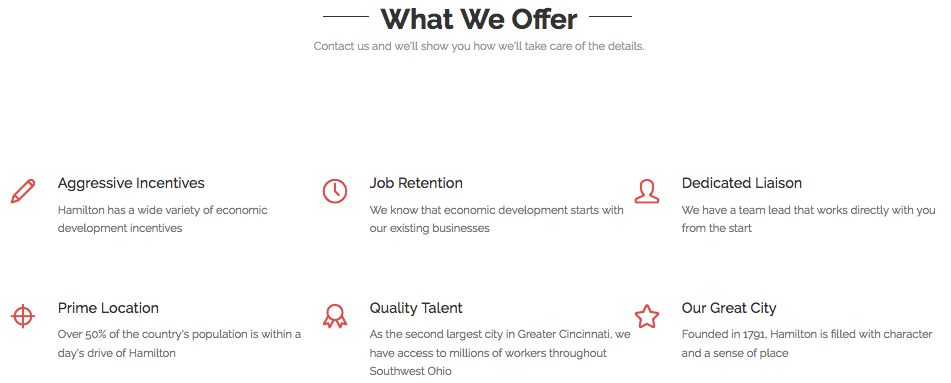 What We Offer
Contact us and we'll show you how we'll take care of the details.
Aggressive Incentives
Hamilton has a wide variety of economic
development incentives
Job Retention
We know that economic development starts with
our existing businesses
Dedicated Liaison
We have a team lead that works directly with you
from the start
Prime Location
Over 50% of the country's population is within a
day's drive of Hamilton
Quality Talent
As the second largest city in Greater Cincinnati, we
have access to millions of workers throughout
Southwest Ohio
Our Great City
Founded in 1791, Hamilton is filled with character
and a sense of place